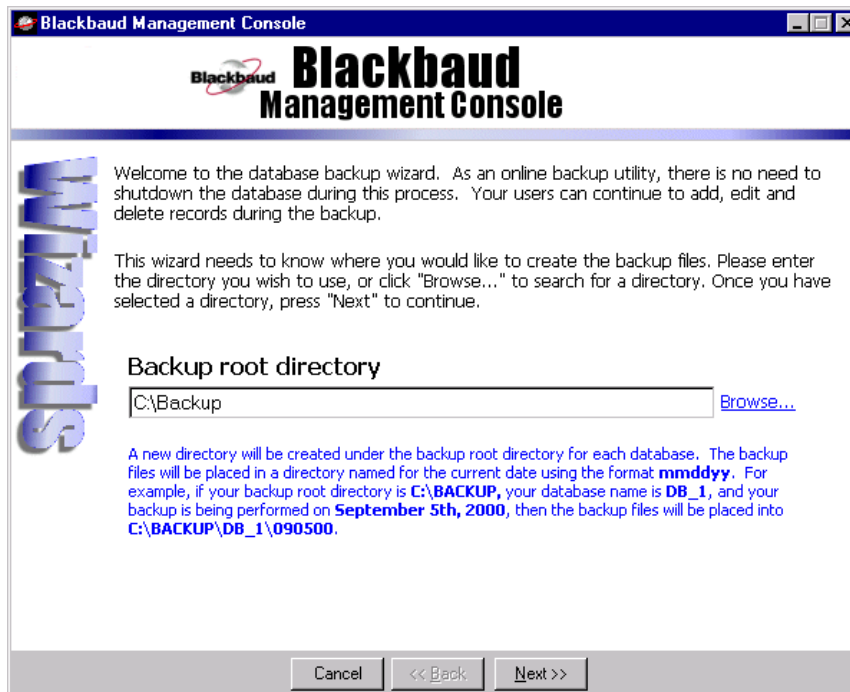 Blackbaud Management Console
Blackbaud Blackbaud
Management Console
Wizards
Welcome to the database backup wizard.  As an online backup utility, there is no need to
shutdown the database during this process.  Your users can continue to add, edit and
delete records during the backup.
This wizard needs to know where you would like to create the backup files. Please enter
the directory you wish to use, or click "Browse..." to search for a directory. Once you have
selected a directory, press "Next" to continue.
Backup root directory
C:\Backup Browse...
A new directory will be created under the backup root directory for each database.  The backup
files will be placed in a directory named for the current date using the format mmddyy.  For
example, if your backup root directory is C:\BACKUP, your database name is DB_1, and your
backup is being performed on September 5th, 2000, then the backup files will be placed into
C:\BACKUP\DB_1\090500.
Cancel << Back Next >>